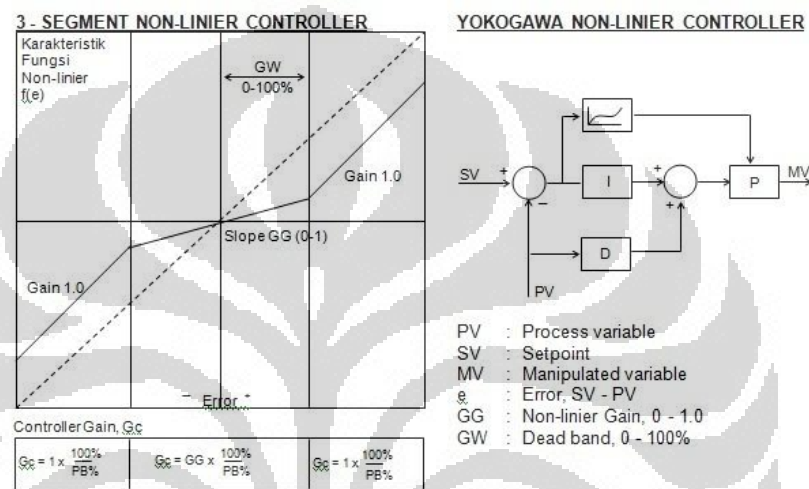 3 - SEGMENT NON-LINIER CONTROLLER
Karakteristik
Fungsi
Non-linier
f(e)
GW
0-100%
Gain 1.0
Slope GG (0-1)
Gain 1.0
− Error +
Controller Gain, Gc
Gc = 1 x 100% / PB%
Gc = GG x 100% / PB%
Gc = 1 x 100% / PB%
YOKOGAWA NON-LINIER CONTROLLER
SV
+
−
I
+
+
P
MV
D
PV
PV : Process variable
SV : Setpoint
MV : Manipulated variable
e : Error, SV - PV
GG : Non-linier Gain, 0 - 1.0
GW : Dead band, 0 - 100%